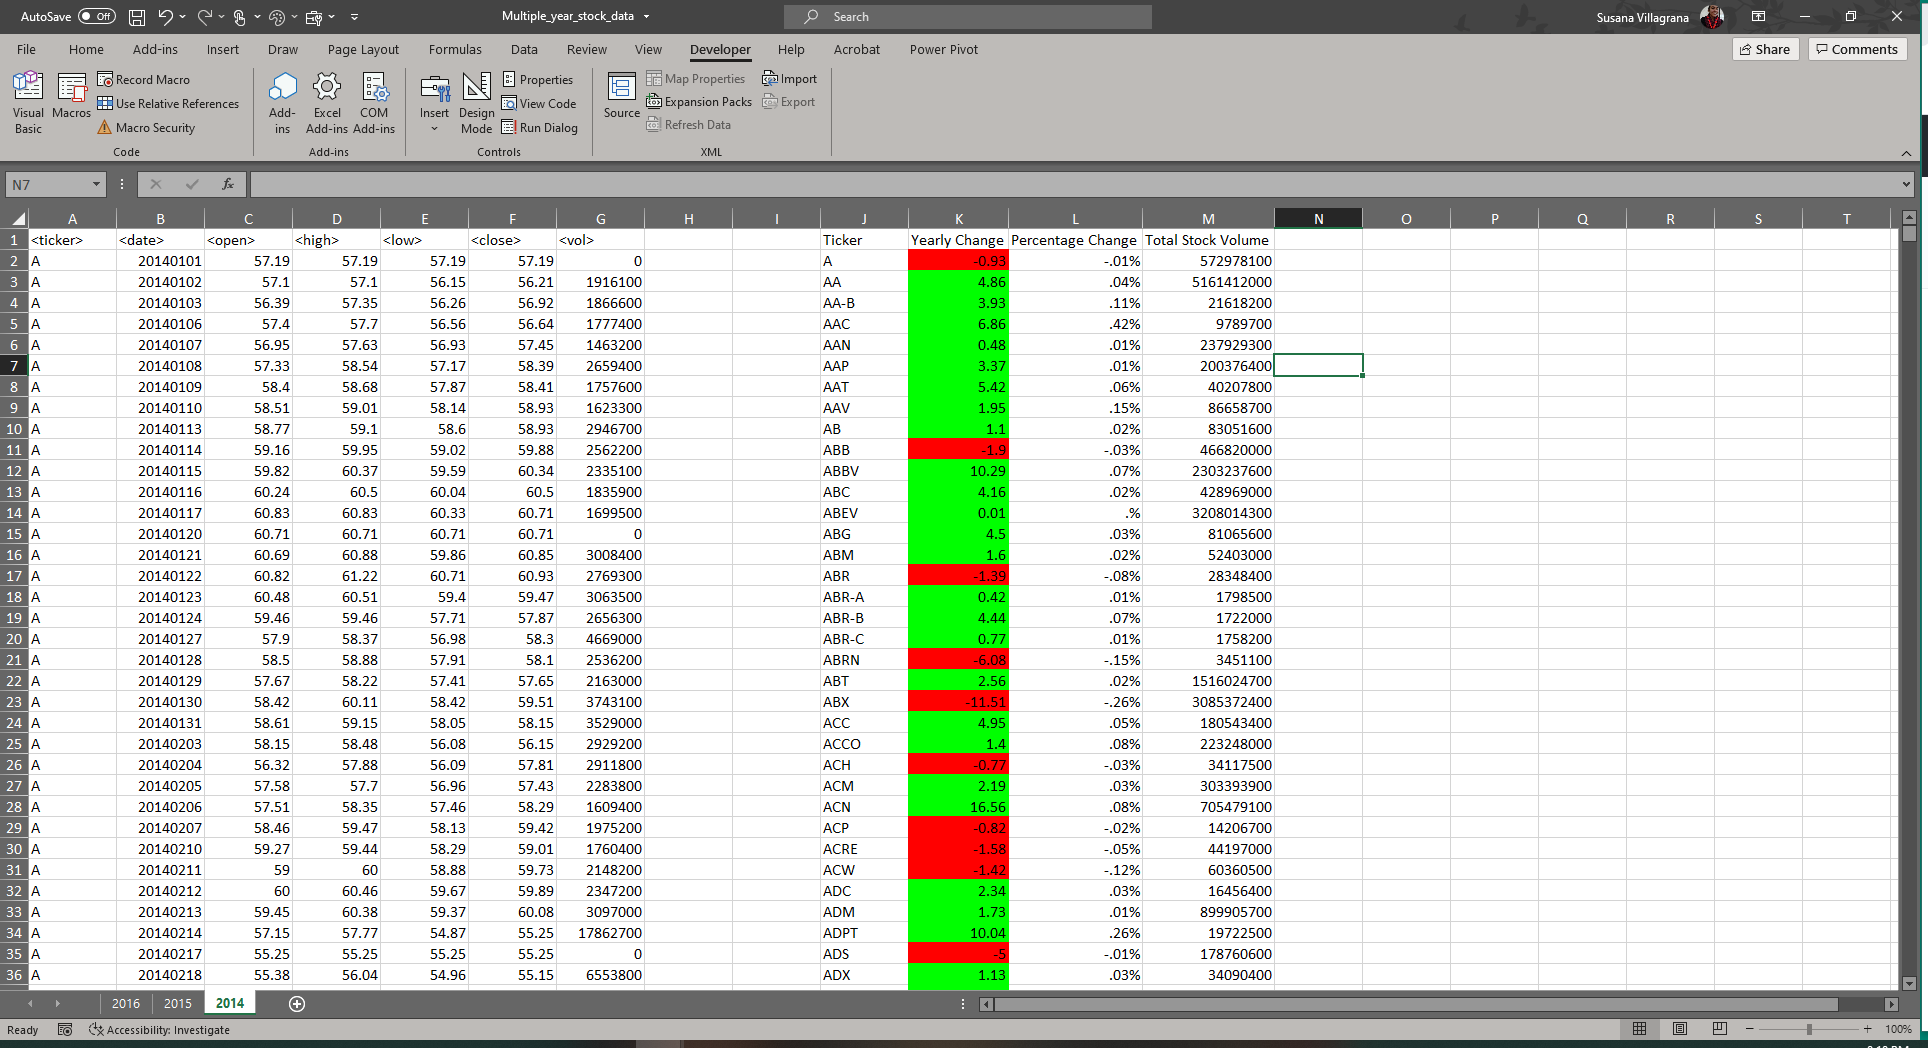 AutoSave Off Multiple_year_stock_data Search Susana Villagrana
File Home Add-ins Insert Draw Page Layout Formulas Data Review View Developer Help Acrobat Power Pivot Share Comments
Visual Basic
Macros
Record Macro
Use Relative References
Macro Security
Code
Add-ins
Excel Add-ins
COM Add-ins
Add-ins
Insert
Design Mode
Properties
View Code
Run Dialog
Controls
Source
Map Properties
Expansion Packs
Refresh Data
Import
Export
XML
N7 fx
A B C D E F G H I J K L M N O P Q R S T
1 <ticker> <date> <open> <high> <low> <close> <vol> Ticker Yearly Change Percentage Change Total Stock Volume
2 A 20140101 57.19 57.19 57.19 57.19 0 A -0.93 -.01% 572978100
3 A 20140102 57.1 57.1 56.15 56.21 1916100 AA 4.86 .04% 5161412000
4 A 20140103 56.39 57.35 56.26 56.92 1866600 AA-B 3.93 .11% 21618200
5 A 20140106 57.4 57.7 56.56 56.64 1777400 AAC 6.86 .42% 9789700
6 A 20140107 56.95 57.63 56.93 57.45 1463200 AAN 0.48 .01% 237929300
7 A 20140108 57.33 58.54 57.17 58.39 2659400 AAP 3.37 .01% 200376400
8 A 20140109 58.4 58.68 57.87 58.41 1757600 AAT 5.42 .06% 40207800
9 A 20140110 58.51 59.01 58.14 58.93 1623300 AAV 1.95 .15% 86658700
10 A 20140113 58.77 59.1 58.6 58.93 2946700 AB 1.1 .02% 83051600
11 A 20140114 59.16 59.95 59.02 59.88 2562200 ABB -1.9 -.03% 466820000
12 A 20140115 59.82 60.37 59.59 60.34 2335100 ABBV 10.29 .07% 2303237600
13 A 20140116 60.24 60.5 60.04 60.5 1835900 ABC 4.16 .02% 428969000
14 A 20140117 60.83 60.83 60.33 60.71 1699500 ABEV 0.01 .% 3208014300
15 A 20140120 60.71 60.71 60.71 60.71 0 ABG 4.5 .03% 81065600
16 A 20140121 60.69 60.88 59.86 60.85 3008400 ABM 1.6 .02% 52403000
17 A 20140122 60.82 61.22 60.71 60.93 2769300 ABR -1.39 -.08% 28348400
18 A 20140123 60.48 60.51 59.4 59.47 3063500 ABR-A 0.42 .01% 1798500
19 A 20140124 59.46 59.46 57.71 57.87 2656300 ABR-B 4.44 .07% 1722000
20 A 20140127 57.9 58.37 56.98 58.3 4669000 ABR-C 0.77 .01% 1758200
21 A 20140128 58.5 58.88 57.91 58.1 2536200 ABRN -6.08 -.15% 3451100
22 A 20140129 57.67 58.22 57.41 57.65 2163000 ABT 2.56 .02% 1516024700
23 A 20140130 58.42 60.11 58.42 59.51 3743100 ABX -11.51 -.26% 3085372400
24 A 20140131 58.61 59.15 58.05 58.15 3529000 ACC 4.95 .05% 180543400
25 A 20140203 58.15 58.48 56.08 56.15 2929200 ACCO 1.4 .08% 223248000
26 A 20140204 56.32 57.88 56.09 57.81 2911800 ACH -0.77 -.03% 34117500
27 A 20140205 57.58 57.7 56.96 57.43 2283800 ACM 2.19 .03% 303393900
28 A 20140206 57.51 58.35 57.46 58.29 1609400 ACN 16.56 .08% 705479100
29 A 20140207 58.46 59.47 58.13 59.42 1975200 ACP -0.82 -.02% 14206700
30 A 20140210 59.27 59.44 58.29 59.01 1760400 ACRE -1.58 -.05% 44197000
31 A 20140211 59 60 58.88 59.73 2148200 ACW -1.42 -.12% 60360500
32 A 20140212 60 60.46 59.67 59.89 2347200 ADC 2.34 .03% 16456400
33 A 20140213 59.45 60.38 59.37 60.08 3097000 ADM 1.73 .01% 899905700
34 A 20140214 57.15 57.77 54.87 55.25 17862700 ADPT 10.04 .26% 19722500
35 A 20140217 55.25 55.25 55.25 55.25 0 ADS -5 -.01% 178760600
36 A 20140218 55.38 56.04 54.96 55.15 6553800 ADX 1.13 .03% 34090400
2016 2015 2014
Ready Accessibility: Investigate 100%